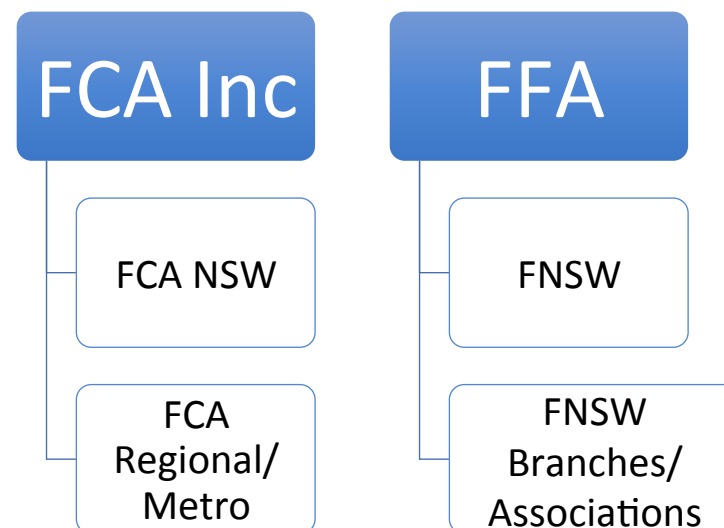 FCA Inc
FCA NSW
FCA
Regional/
Metro
FFA
FNSW
FNSW
Branches/
Associations